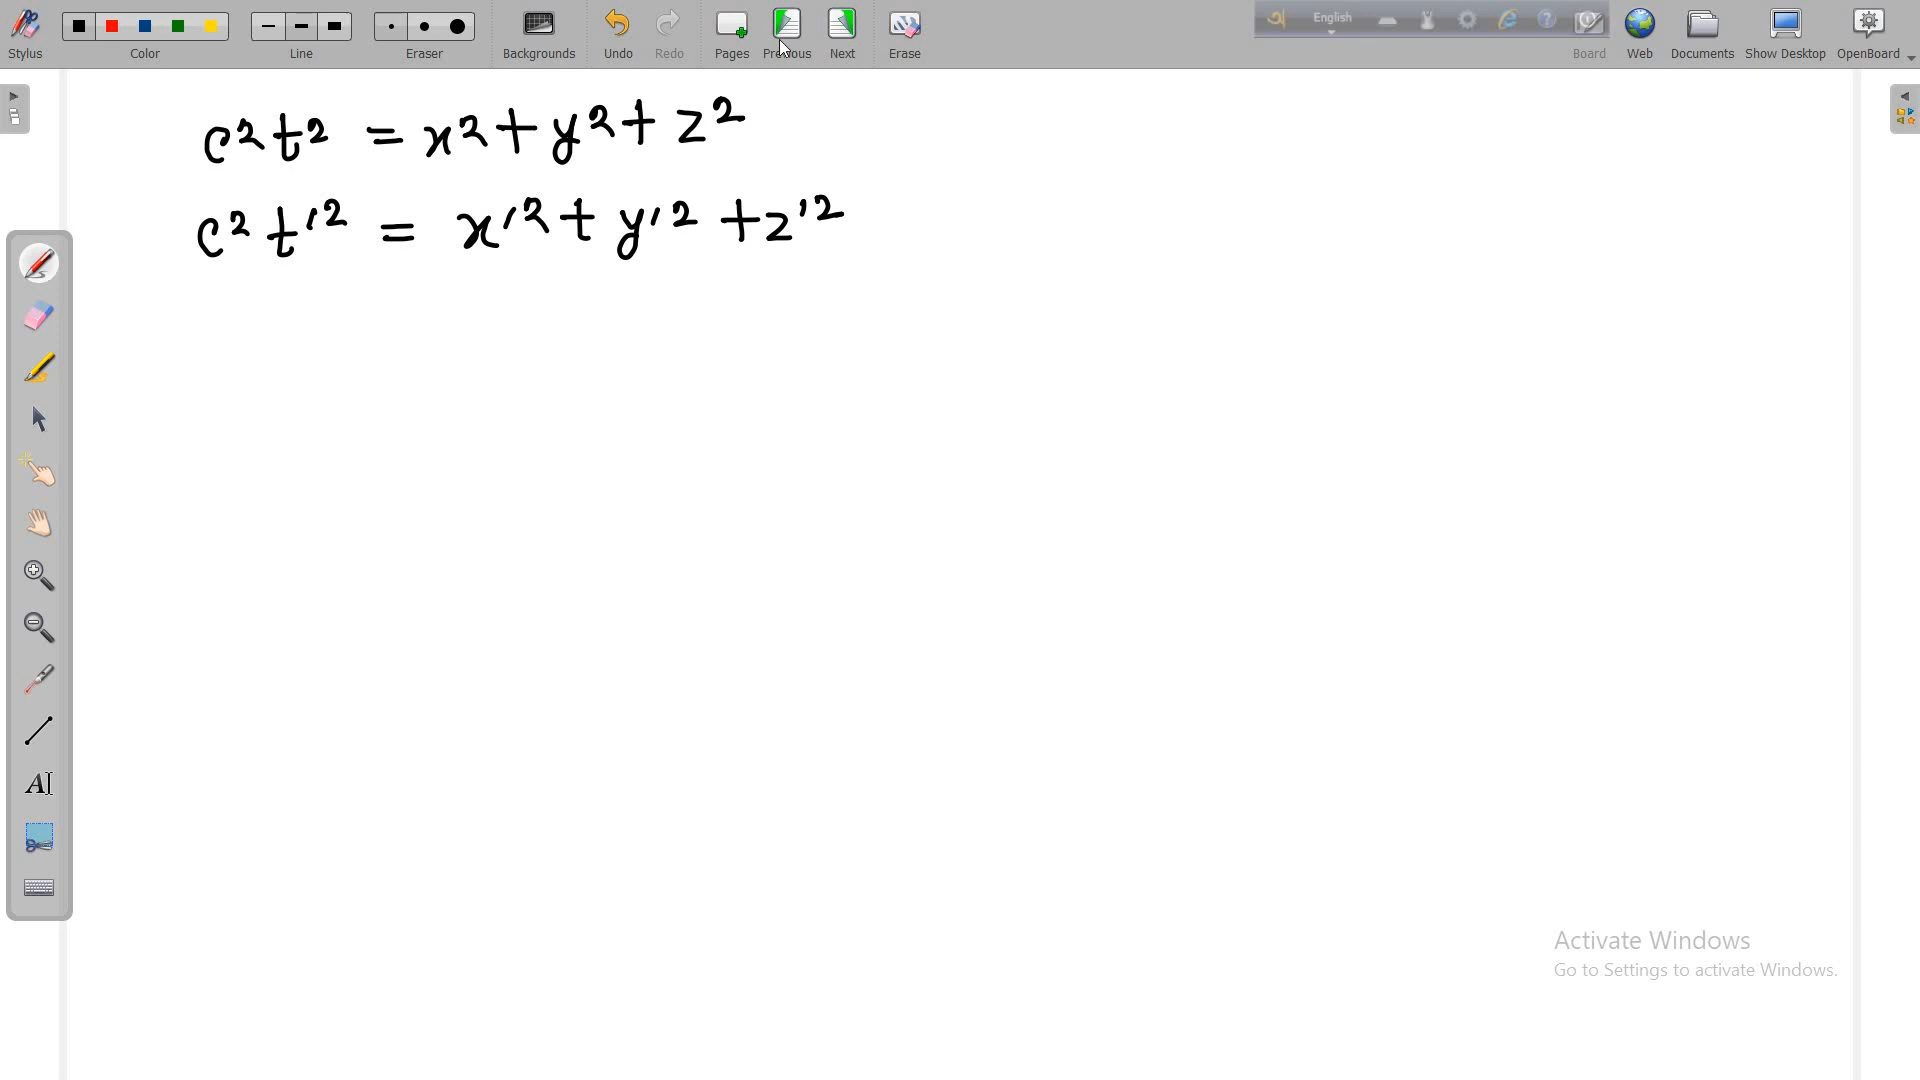 Stylus Color Line Eraser Backgrounds Undo Redo Pages Previous Next Erase English Board Web Documents Show Desktop OpenBoard
c²t² = x² + y² + z²
c² t'² = x'² + y'² + z'²
Activate Windows
Go to Settings to activate Windows.